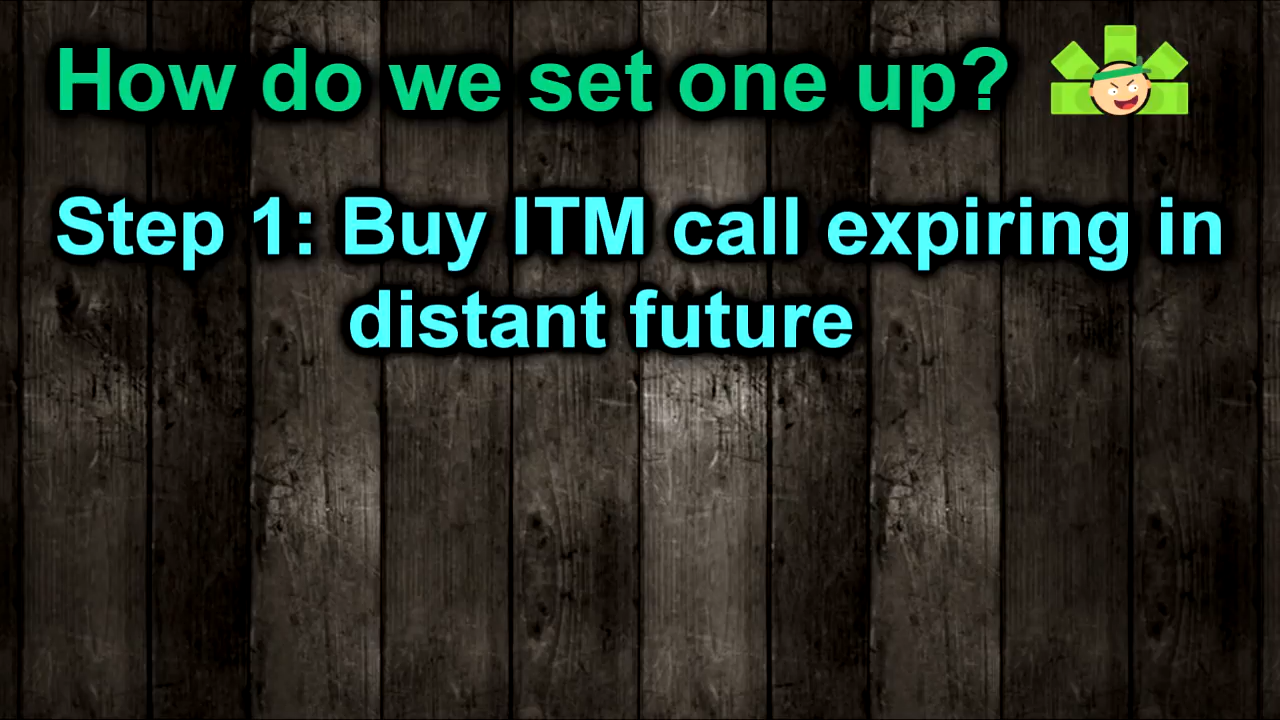 How do we set one up?
Step 1: Buy ITM call expiring in
distant future